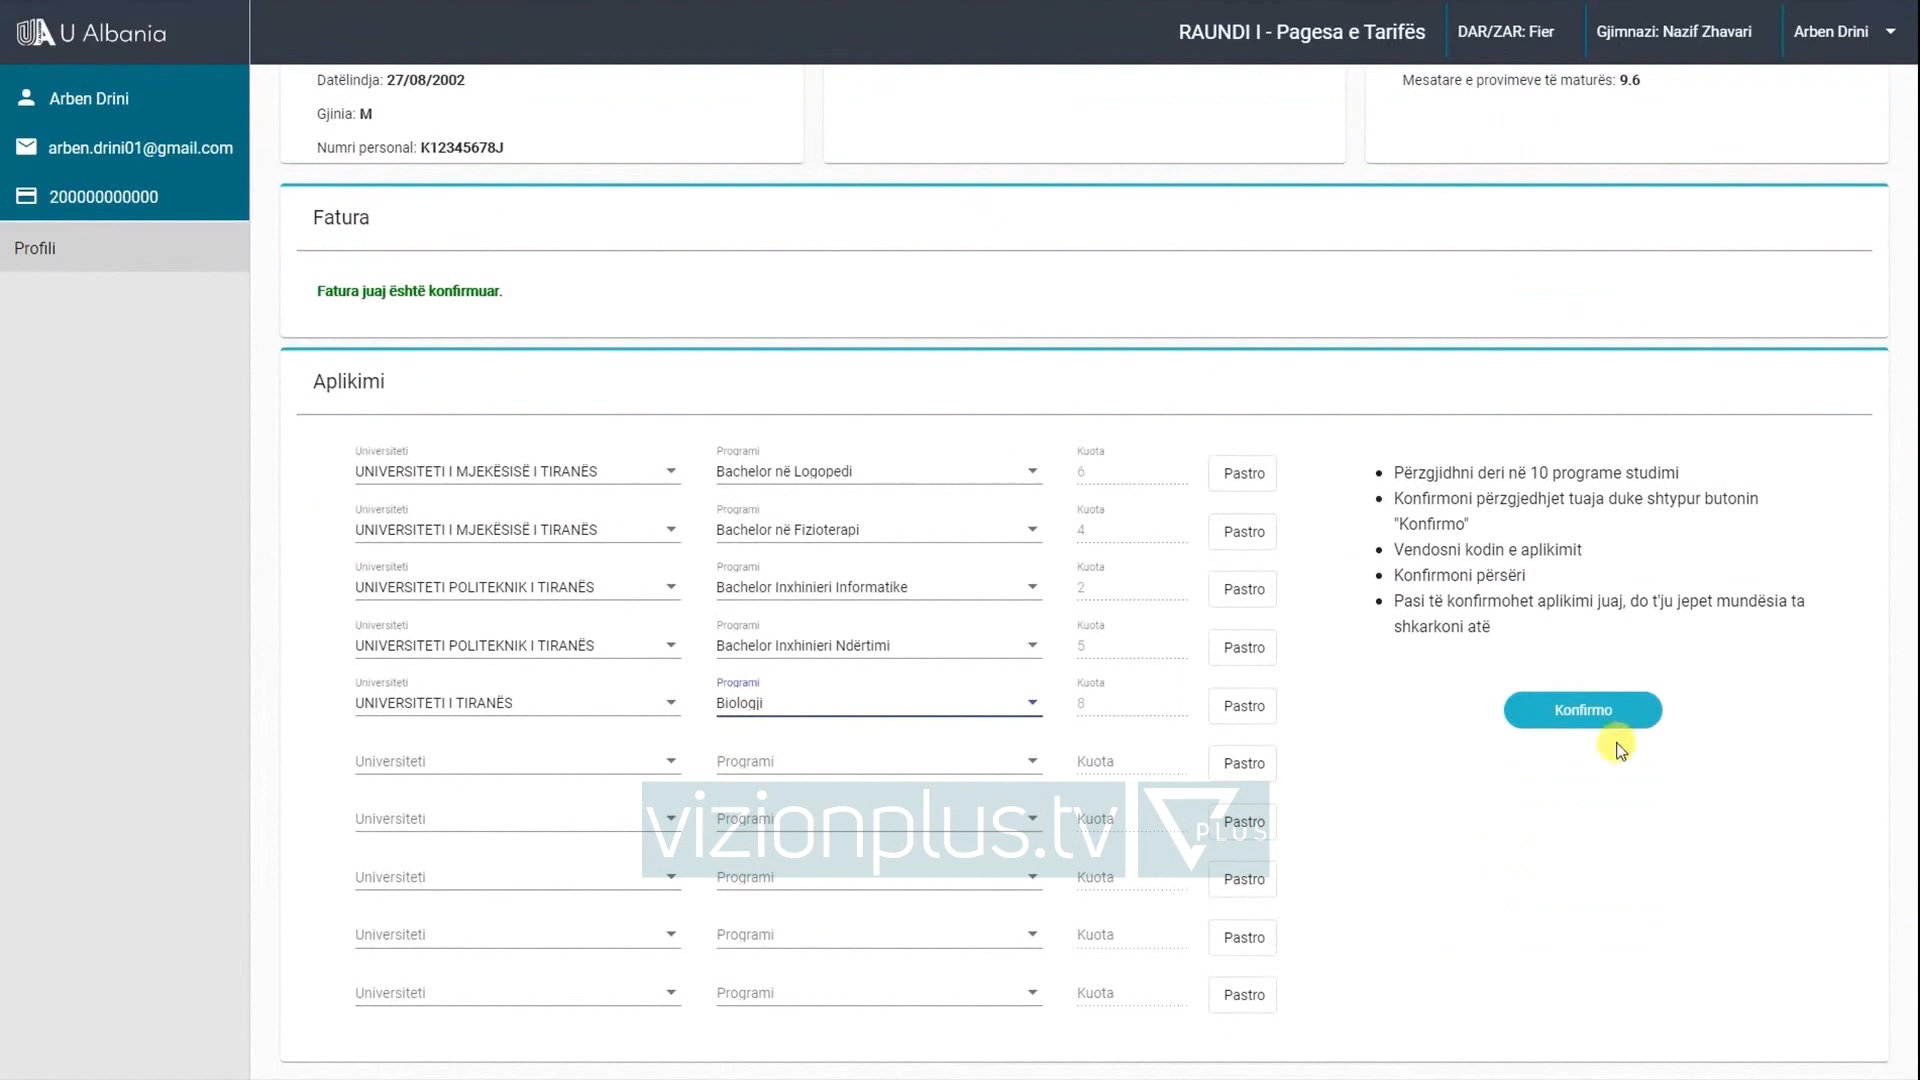 U Albania
RAUNDI I - Pagesa e Tarifës
DAR/ZAR: Fier
Gjimnazi: Nazif Zhavari
Arben Drini
Arben Drini
arben.drini01@gmail.com
200000000000
Profili
Datëlindja: 27/08/2002
Gjinia: M
Numri personal: K12345678J
Mesatare e provimeve të maturës: 9.6
Fatura
Fatura juaj është konfirmuar.
Aplikimi
Universiteti Programi Kuota
UNIVERSITETI I MJEKËSISË I TIRANËS Bachelor në Logopedi 6 Pastro
Universiteti Programi Kuota
UNIVERSITETI I MJEKËSISË I TIRANËS Bachelor në Fizioterapi 4 Pastro
Universiteti Programi Kuota
UNIVERSITETI POLITEKNIK I TIRANËS Bachelor Inxhinieri Informatike 2 Pastro
Universiteti Programi Kuota
UNIVERSITETI POLITEKNIK I TIRANËS Bachelor Inxhinieri Ndërtimi 5 Pastro
Universiteti Programi Kuota
UNIVERSITETI I TIRANËS Biologji 8 Pastro
Universiteti Programi Kuota Pastro
Universiteti Programi Kuota Pastro
Universiteti Programi Kuota Pastro
Universiteti Programi Kuota Pastro
Universiteti Programi Kuota Pastro
Përzgjidhni deri në 10 programe studimi
Konfirmoni përzgjedhjet tuaja duke shtypur butonin
"Konfirmo"
Vendosni kodin e aplikimit
Konfirmoni përsëri
Pasi të konfirmohet aplikimi juaj, do t'ju jepet mundësia ta
shkarkoni atë
Konfirmo
vizionplus.tv
PLUS